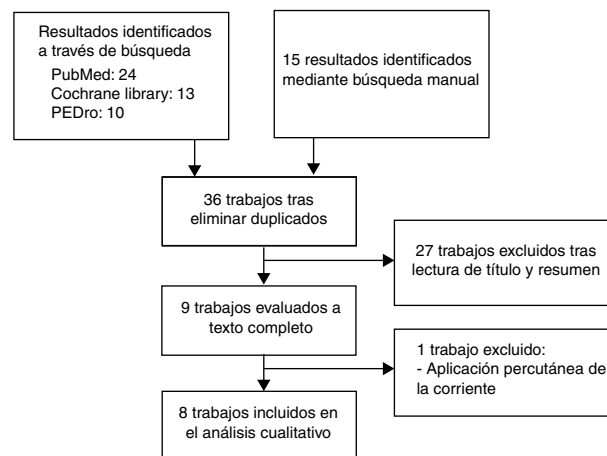 Resultados identificados
a través de búsqueda
PubMed: 24
Cochrane library: 13
PEDro: 10
15 resultados identificados
mediante búsqueda manual
36 trabajos tras
eliminar duplicados
27 trabajos excluidos tras
lectura de título y resumen
9 trabajos evaluados a
texto completo
1 trabajo excluido:
- Aplicación percutánea de
la corriente
8 trabajos incluidos en
el análisis cualitativo